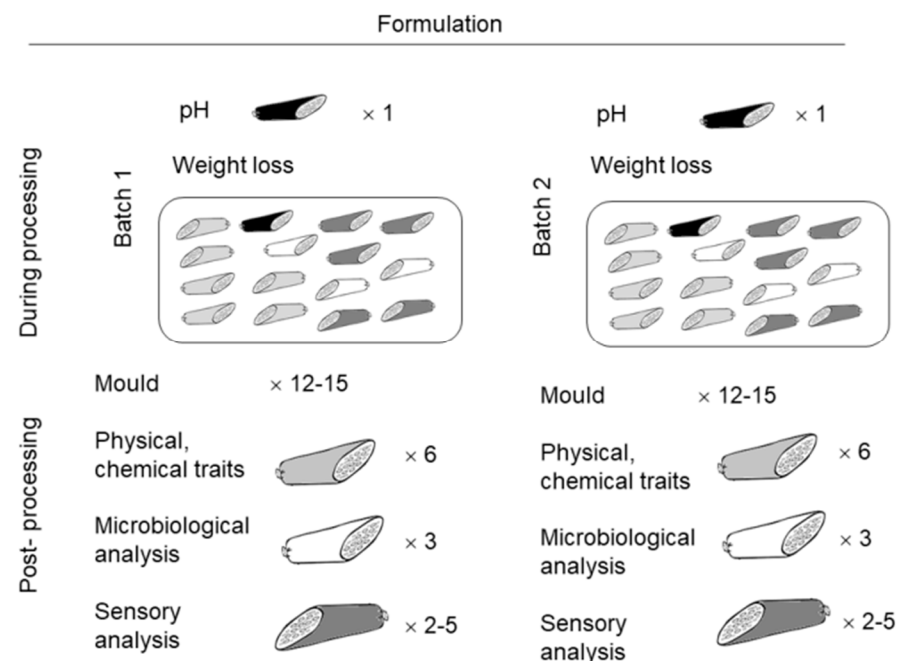 Formulation
During processing
Batch 1
pH
× 1
Weight loss
Batch 2
pH
× 1
Weight loss
Post- processing
Mould × 12-15
Physical,
chemical traits
× 6
Microbiological
analysis
× 3
Sensory
analysis
× 2-5
Mould × 12-15
Physical,
chemical traits
× 6
Microbiological
analysis
× 3
Sensory
analysis
× 2-5